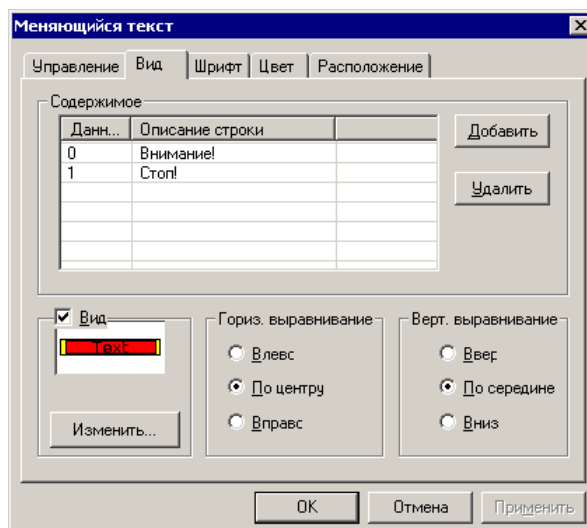 Меняющийся текст
Управление Вид Шрифт Цвет Расположение
Содержимое
Данн... Описание строки
0 Внимание!
1 Стоп!
Добавить
Удалить
Вид
Text
Изменить...
Гориз. выравнивание
Влевс
По центру
Вправс
Верт. выравнивание
Ввер
По середине
Вниз
OK Отмена Применить